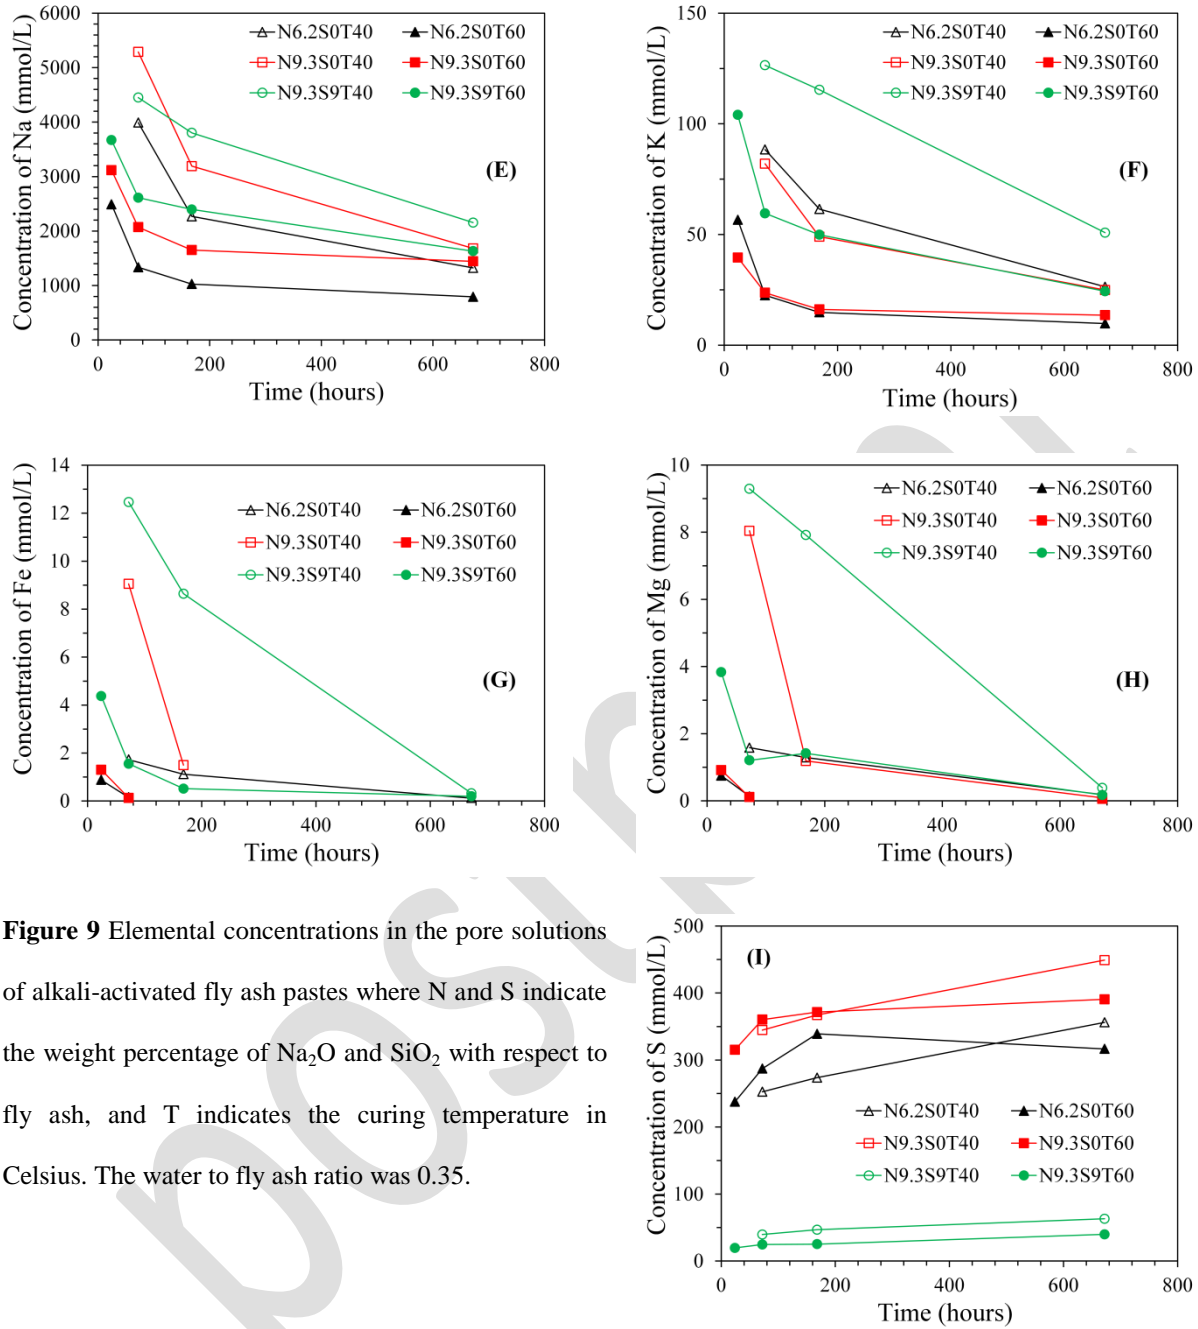 6000
5000
4000
3000
2000
1000
0
0 200 400 600 800
Concentration of Na (mmol/L)
Time (hours)
N6.2S0T40 N6.2S0T60
N9.3S0T40 N9.3S0T60
N9.3S9T40 N9.3S9T60
(E)
150
100
50
0
0 200 400 600 800
Concentration of K (mmol/L)
Time (hours)
N6.2S0T40 N6.2S0T60
N9.3S0T40 N9.3S0T60
N9.3S9T40 N9.3S9T60
(F)
14
12
10
8
6
4
2
0
0 200 400 600 800
Concentration of Fe (mmol/L)
Time (hours)
N6.2S0T40 N6.2S0T60
N9.3S0T40 N9.3S0T60
N9.3S9T40 N9.3S9T60
(G)
10
8
6
4
2
0
0 200 400 600 800
Concentration of Mg (mmol/L)
Time (hours)
N6.2S0T40 N6.2S0T60
N9.3S0T40 N9.3S0T60
N9.3S9T40 N9.3S9T60
(H)
Figure 9 Elemental concentrations in the pore solutions
of alkali-activated fly ash pastes where N and S indicate
the weight percentage of Na₂O and SiO₂ with respect to
fly ash, and T indicates the curing temperature in
Celsius. The water to fly ash ratio was 0.35.
500
400
300
200
100
0
0 200 400 600 800
Concentration of S (mmol/L)
Time (hours)
(I)
N6.2S0T40 N6.2S0T60
N9.3S0T40 N9.3S0T60
N9.3S9T40 N9.3S9T60